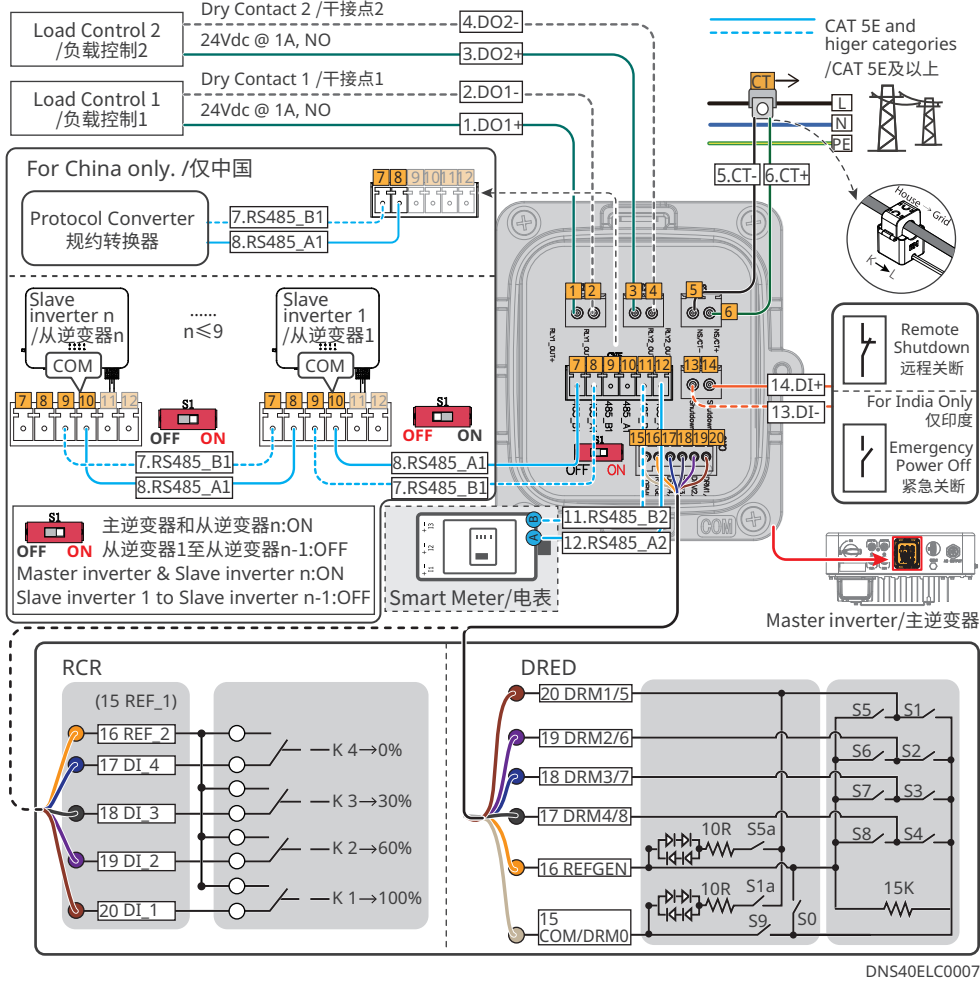 Dry Contact 2 /干接点2
Load Control 2
/负载控制2
24Vdc @ 1A, NO
4.DO2-
3.DO2+
Dry Contact 1 /干接点1
Load Control 1
/负载控制1
24Vdc @ 1A, NO
2.DO1-
1.DO1+
CAT 5E and
higer categories
/CAT 5E及以上
CT
L
N
PE
5.CT-
6.CT+
House → Grid
K→L
For China only. /仅中国
7 8 9 10 11 12
Protocol Converter
规约转换器
7.RS485_B1
8.RS485_A1
Slave
inverter n
/从逆变器n
COM
......
n≤9
Slave
inverter 1
/从逆变器1
COM
7 8 9 10 11 12
S1
OFF ON
7 8 9 10 11 12
S1
OFF ON
7.RS485_B1
8.RS485_A1
8.RS485_A1
7.RS485_B1
S1
OFF ON
主逆变器和从逆变器n:ON
从逆变器1至从逆变器n-1:OFF
Master inverter & Slave inverter n:ON
Slave inverter 1 to Slave inverter n-1:OFF
1 2
3 4
5
6
RLY1_OUT+
RLY1_OUT
RLY2_OUT
RLY2_OUT
NS/CT-
NS/CT+
7 8 9 10 11 12
13 14
485_B1
485_A1
Shutdown
Shutdown
15 16 17 18 19 20
S1
OFF ON
COM
14.DI+
13.DI-
Remote
Shutdown
远程关断
For India Only
仅印度
Emergency
Power Off
紧急关断
11.RS485_B2
12.RS485_A2
B
A
I3
I2
I1
Smart Meter/电表
Master inverter/主逆变器
RCR
(15 REF_1)
16 REF_2
17 DI_4
18 DI_3
19 DI_2
20 DI_1
K 4→0%
K 3→30%
K 2→60%
K 1→100%
DRED
20 DRM1/5
19 DRM2/6
18 DRM3/7
17 DRM4/8
16 REFGEN
15
COM/DRM0
10R
S5a
10R
S1a
S9
S0
S5
S1
S6
S2
S7
S3
S8
S4
15K
DNS40ELC0007